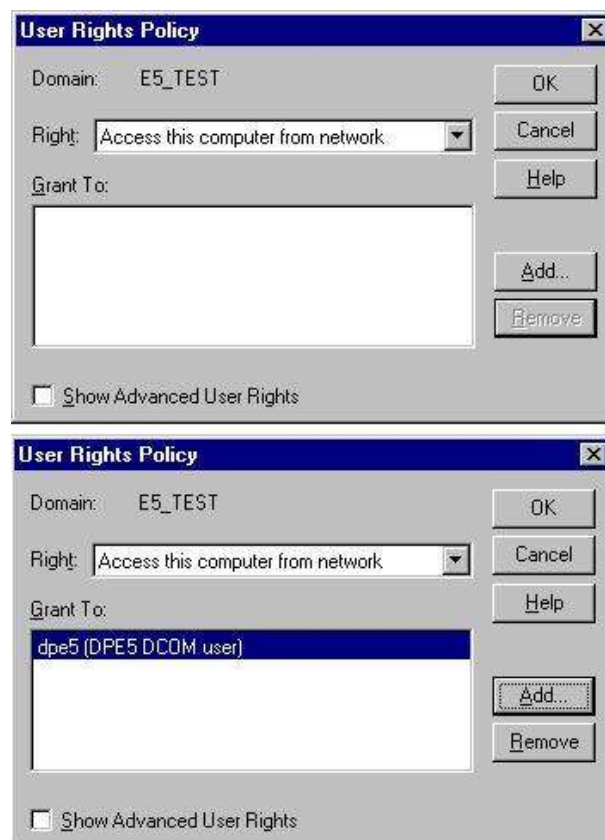 User Rights Policy
Domain: E5_TEST
OK
Right: Access this computer from network
Cancel
Grant To:
Help
Add...
Remove
Show Advanced User Rights
User Rights Policy
Domain: E5_TEST
OK
Right: Access this computer from network
Cancel
Grant To:
Help
dpe5 (DPE5 DCOM user)
Add...
Remove
Show Advanced User Rights